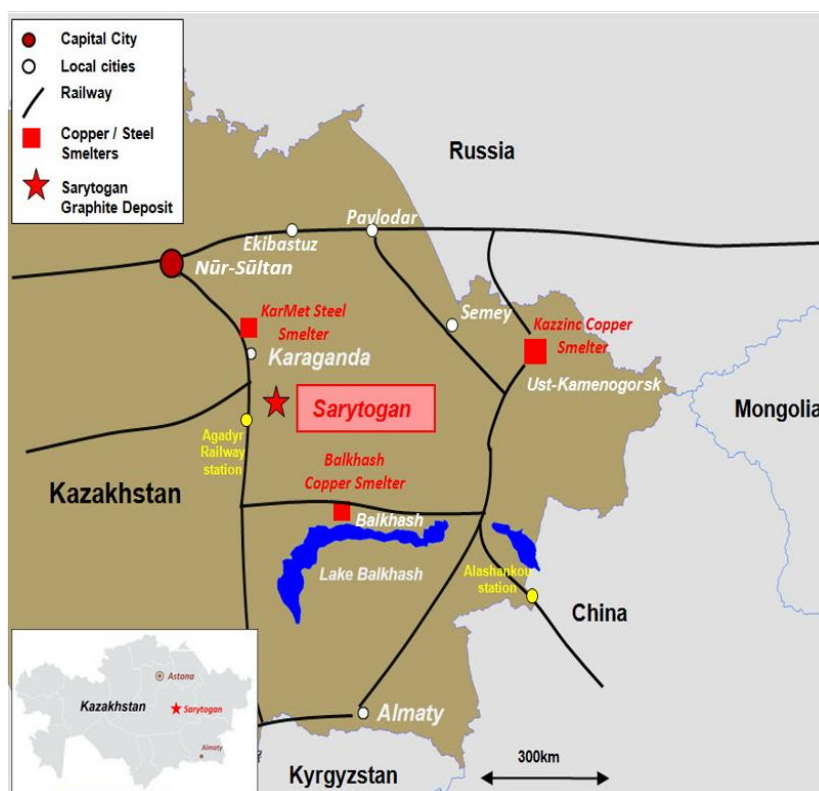 Capital City
Local cities
Railway
Copper / Steel
Smelters
Sarytogan
Graphite Deposit
Russia
Pavlodar
Ekibastuz
Nūr-Sūltan
KarMet Steel
Smelter
Semey
Kazzinc Copper
Smelter
Karaganda
Ust-Kamenogorsk
Sarytogan
Mongolia
Agadyr
Railway
station
Balkhash
Copper Smelter
Kazakhstan
Balkhash
Lake Balkhash
Alashankou
station
China
Almaty
Kyrgyzstan
300km
Astana
Kazakhstan
Sarytogan
Almaty